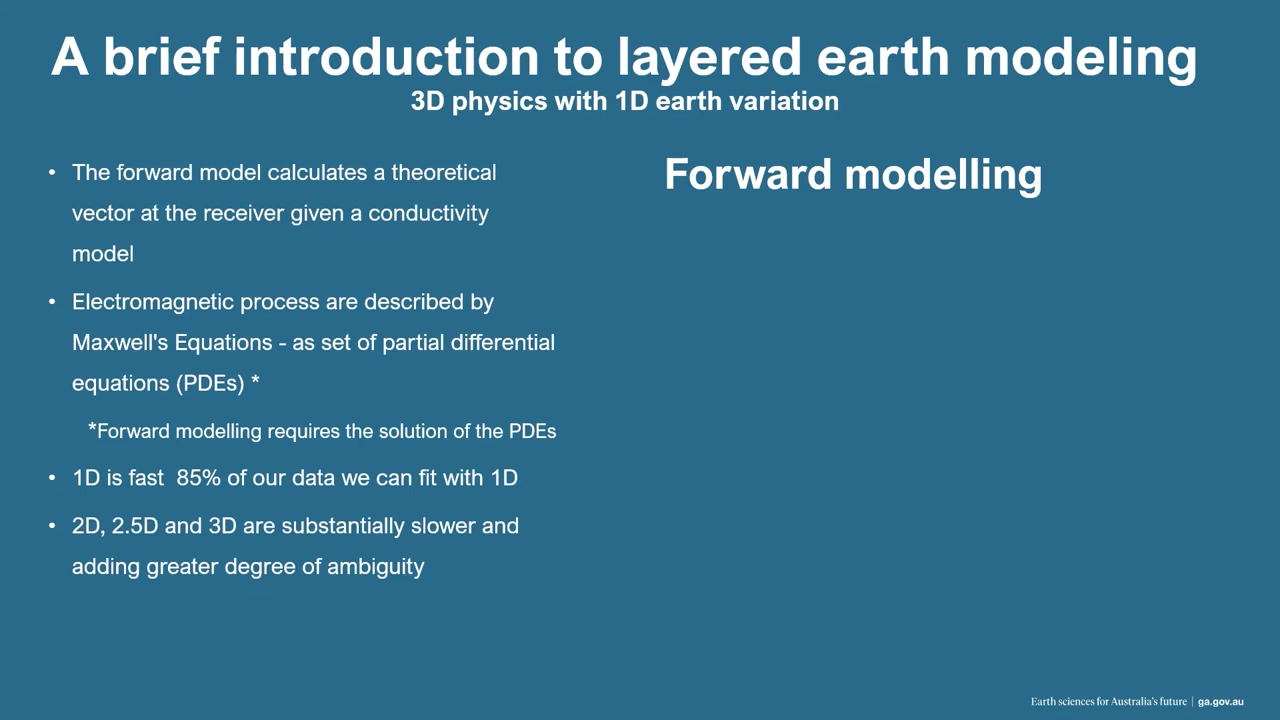 A brief introduction to layered earth modeling
3D physics with 1D earth variation
• The forward model calculates a theoretical
vector at the receiver given a conductivity
model
• Electromagnetic process are described by
Maxwell's Equations - as set of partial differential
equations (PDEs) *
*Forward modelling requires the solution of the PDEs
• 1D is fast  85% of our data we can fit with 1D
• 2D, 2.5D and 3D are substantially slower and
adding greater degree of ambiguity
Forward modelling
Earth sciences for Australia's future | ga.gov.au